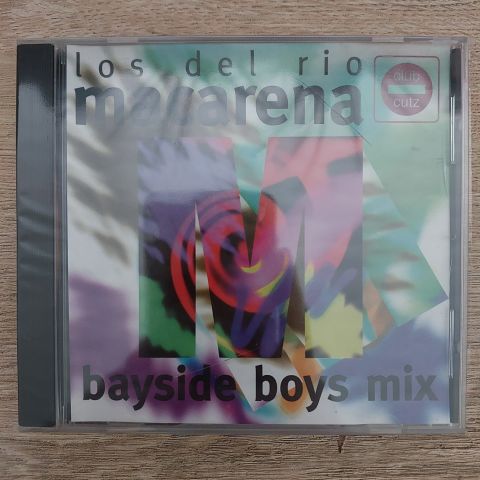 los del rio
macarena
club
cutz
M
bayside boys mix